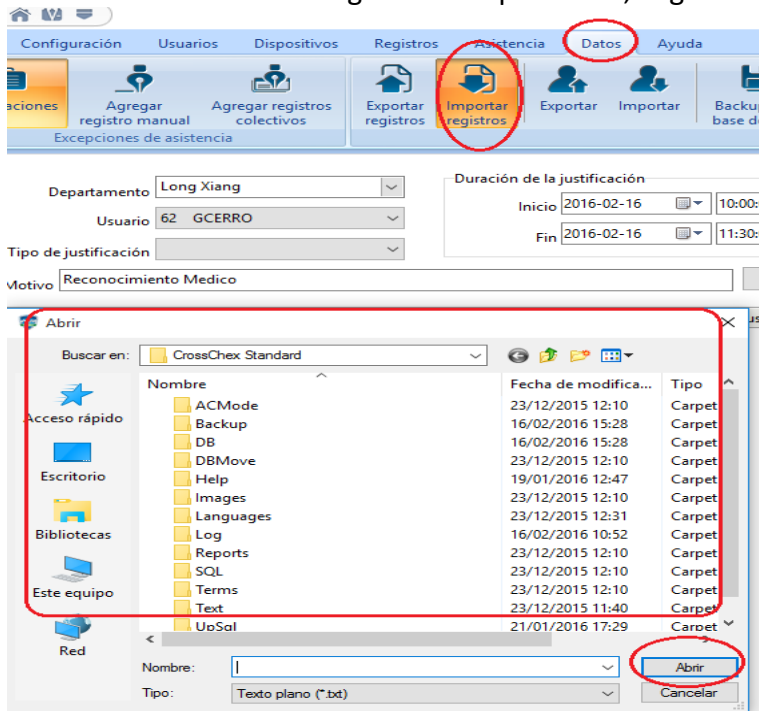 Configuración Usuarios Dispositivos Registros Asistencia Datos Ayuda
aciones Agregar registro manual Agregar registros colectivos Exportar registros Importar registros Exportar Importar Backup base de
Excepciones de asistencia
Departamento Long Xiang Duración de la justificación
Usuario 62 GCERRO Inicio 2016-02-16 10:00:
Tipo de justificación Fin 2016-02-16 11:30:
Motivo Reconocimiento Medico
Abrir
Buscar en: CrossChex Standard
Nombre Fecha de modifica... Tipo
ACMode 23/12/2015 12:10 Carpet
Backup 16/02/2016 15:28 Carpet
DB 16/02/2016 15:28 Carpet
DBMove 23/12/2015 12:10 Carpet
Help 19/01/2016 12:47 Carpet
Images 23/12/2015 12:10 Carpet
Languages 23/12/2015 12:31 Carpet
Log 16/02/2016 10:52 Carpet
Reports 23/12/2015 12:10 Carpet
SQL 23/12/2015 12:10 Carpet
Terms 23/12/2015 12:10 Carpet
Text 23/12/2015 11:40 Carpet
UpSql 21/01/2016 17:29 Carpet
Acceso rápido
Escritorio
Bibliotecas
Este equipo
Red
Nombre: Abrir
Tipo: Texto plano (*.txt) Cancelar